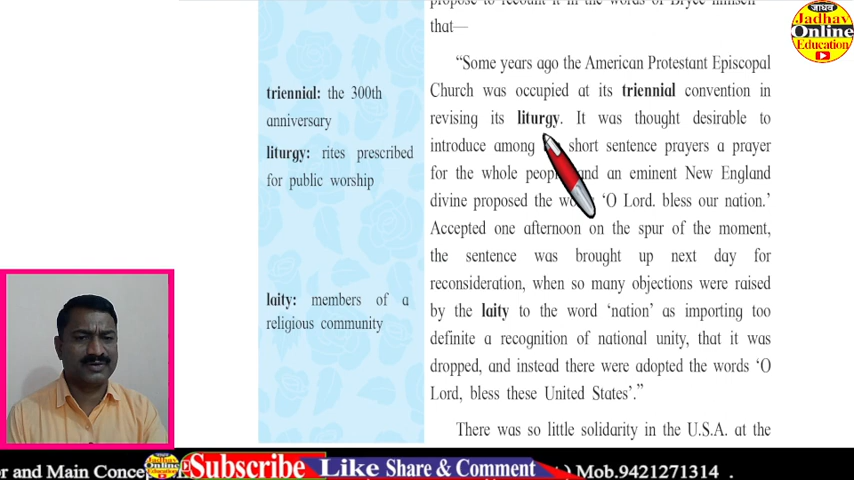 propose to recount it in the words of Bryce himself
that—
“Some years ago the American Protestant Episcopal
Church was occupied at its triennial convention in
revising its liturgy. It was thought desirable to
introduce among short sentence prayers a prayer
for the whole and an eminent New England
divine proposed the ‘O Lord. bless our nation.’
Accepted one afternoon on the spur of the moment,
the sentence was brought up next day for
reconsideration, when so many objections were raised
by the laity to the word ‘nation’ as importing too
definite a recognition of national unity, that it was
dropped, and instead there were adopted the words ‘O
Lord, bless these United States’.”
There was so little solidarity in the U.S.A. at the
triennial: the 300th
anniversary
liturgy: rites prescribed
for public worship
laity: members of a
religious community
जाधव
Jadhav
Online
Education
or and Main
Jadhav
Online
Education
Subscribe
Like Share & Comment
) Mob.9421271314 .